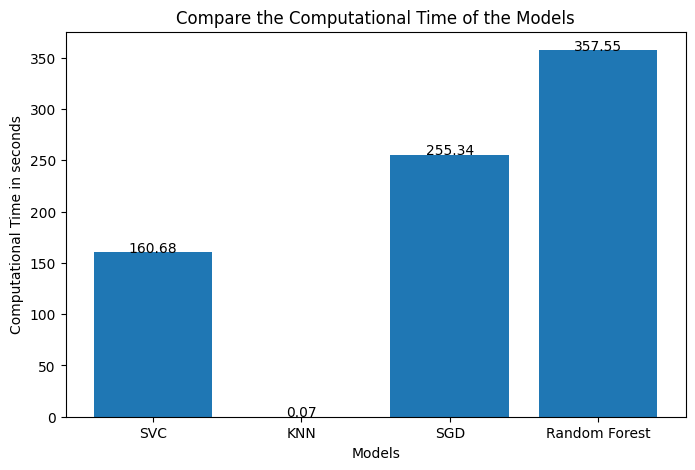 Compare the Computational Time of the Models
Computational Time in seconds
350
300
250
200
150
100
50
0
160.68
0.07
255.34
357.55
SVC
KNN
SGD
Random Forest
Models